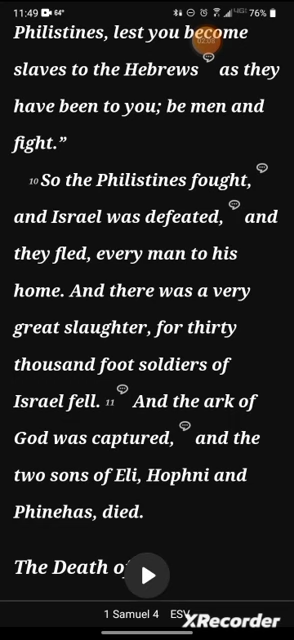 11:49 64° 4G 76%
Philistines, lest you become
02:06
slaves to the Hebrews as they
have been to you; be men and
fight.”
10 So the Philistines fought,
and Israel was defeated, and
they fled, every man to his
home. And there was a very
great slaughter, for thirty
thousand foot soldiers of
Israel fell. 11 And the ark of
God was captured, and the
two sons of Eli, Hophni and
Phinehas, died.
The Death of
1 Samuel 4 ESV
XRecorder